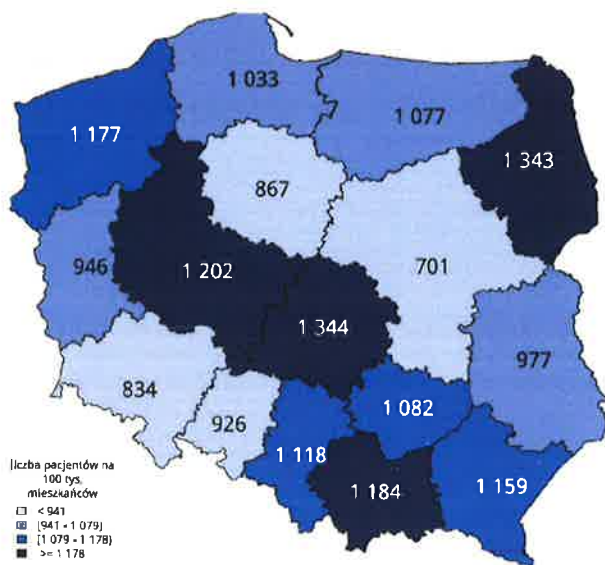 1 033
1 077
1 177
1 343
867
946
1 202
701
1 344
977
834
926
1 082
1 118
1 184
1 159
liczba pacjentów na
100 tys.
mieszkańców
< 941
[941 - 1 079)
[1 079 - 1 178)
>= 1 178